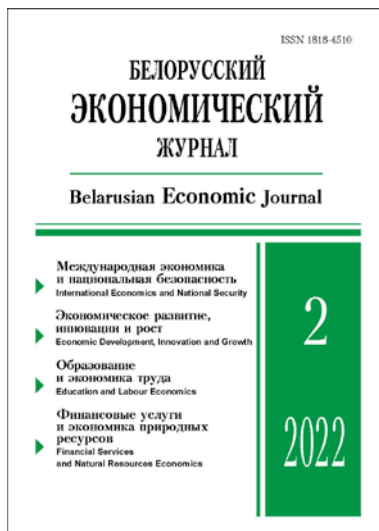 ISSN 1818-4510
БЕЛОРУССКИЙ
ЭКОНОМИЧЕСКИЙ
ЖУРНАЛ
Belarusian Economic Journal
Международная экономика
и национальная безопасность
International Economics and National Security
Экономическое развитие,
инновации и рост
Economic Development, Innovation and Growth
Образование
и экономика труда
Education and Labour Economics
Финансовые услуги
и экономика природных
ресурсов
Financial Services
and Natural Resources Economics
2
2022